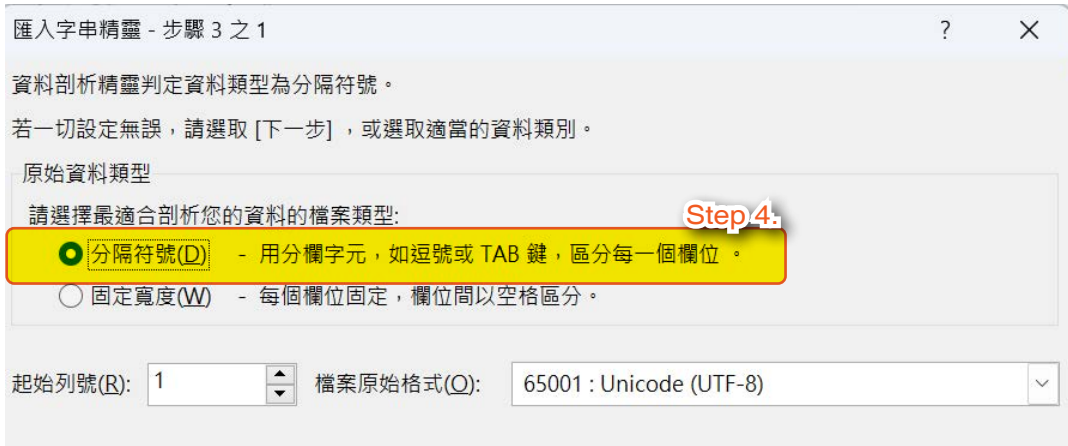 匯入字串精靈 - 步驟 3 之 1 ?
資料剖析精靈判定資料類型為分隔符號。
若一切設定無誤，請選取 [下一步] ，或選取適當的資料類別。
原始資料類型
請選擇最適合剖析您的資料的檔案類型:
Step 4.
分隔符號(D) - 用分欄字元，如逗號或 TAB 鍵，區分每一個欄位 。
固定寬度(W) - 每個欄位固定，欄位間以空格區分。
起始列號(R): 1 檔案原始格式(O): 65001 : Unicode (UTF-8)